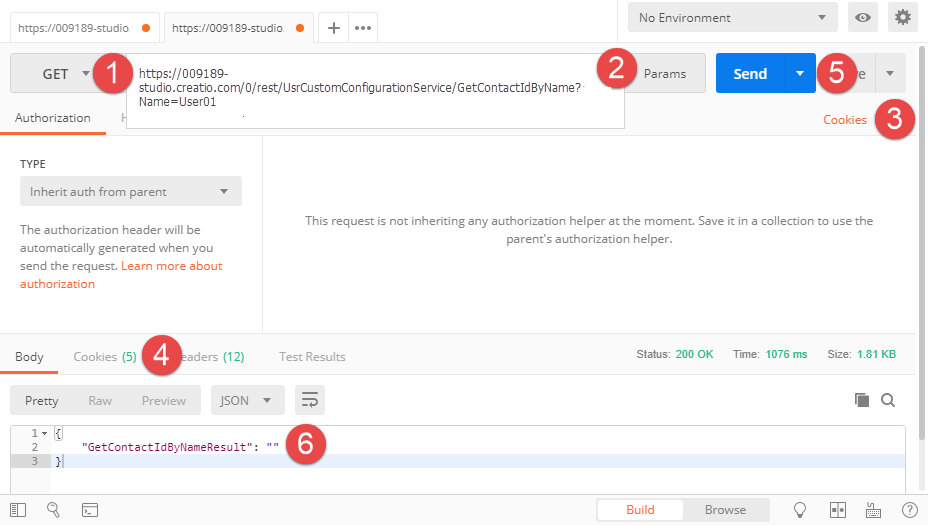 https://009189-studio.
https://009189-studio.
No Environment
GET
1
https://009189-
studio.creatio.com/0/rest/UsrCustomConfigurationService/GetContactIdByName?
Name=User01
2
Params
Send
5
Authorization
Cookies
3
TYPE
Inherit auth from parent
The authorization header will be
automatically generated when you
send the request. Learn more about
authorization
This request is not inheriting any authorization helper at the moment. Save it in a collection to use the
parent's authorization helper.
Body
Cookies (5)
4
eaders (12)
Test Results
Status: 200 OK
Time: 1076 ms
Size: 1.81 KB
Pretty
Raw
Preview
JSON
1 {
2 "GetContactIdByNameResult": ""
6
3 }
Build
Browse